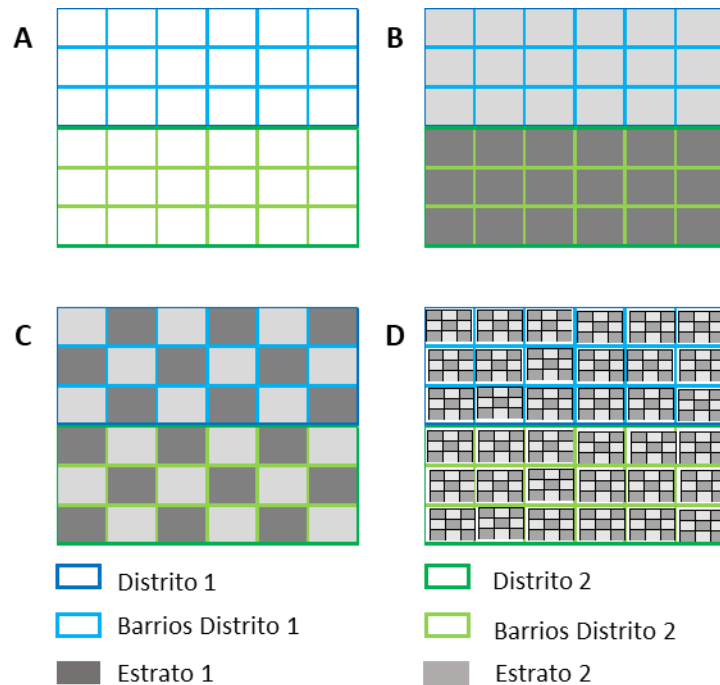 A
B
C
D
Distrito 1
Distrito 2
Barrios Distrito 1
Barrios Distrito 2
Estrato 1
Estrato 2